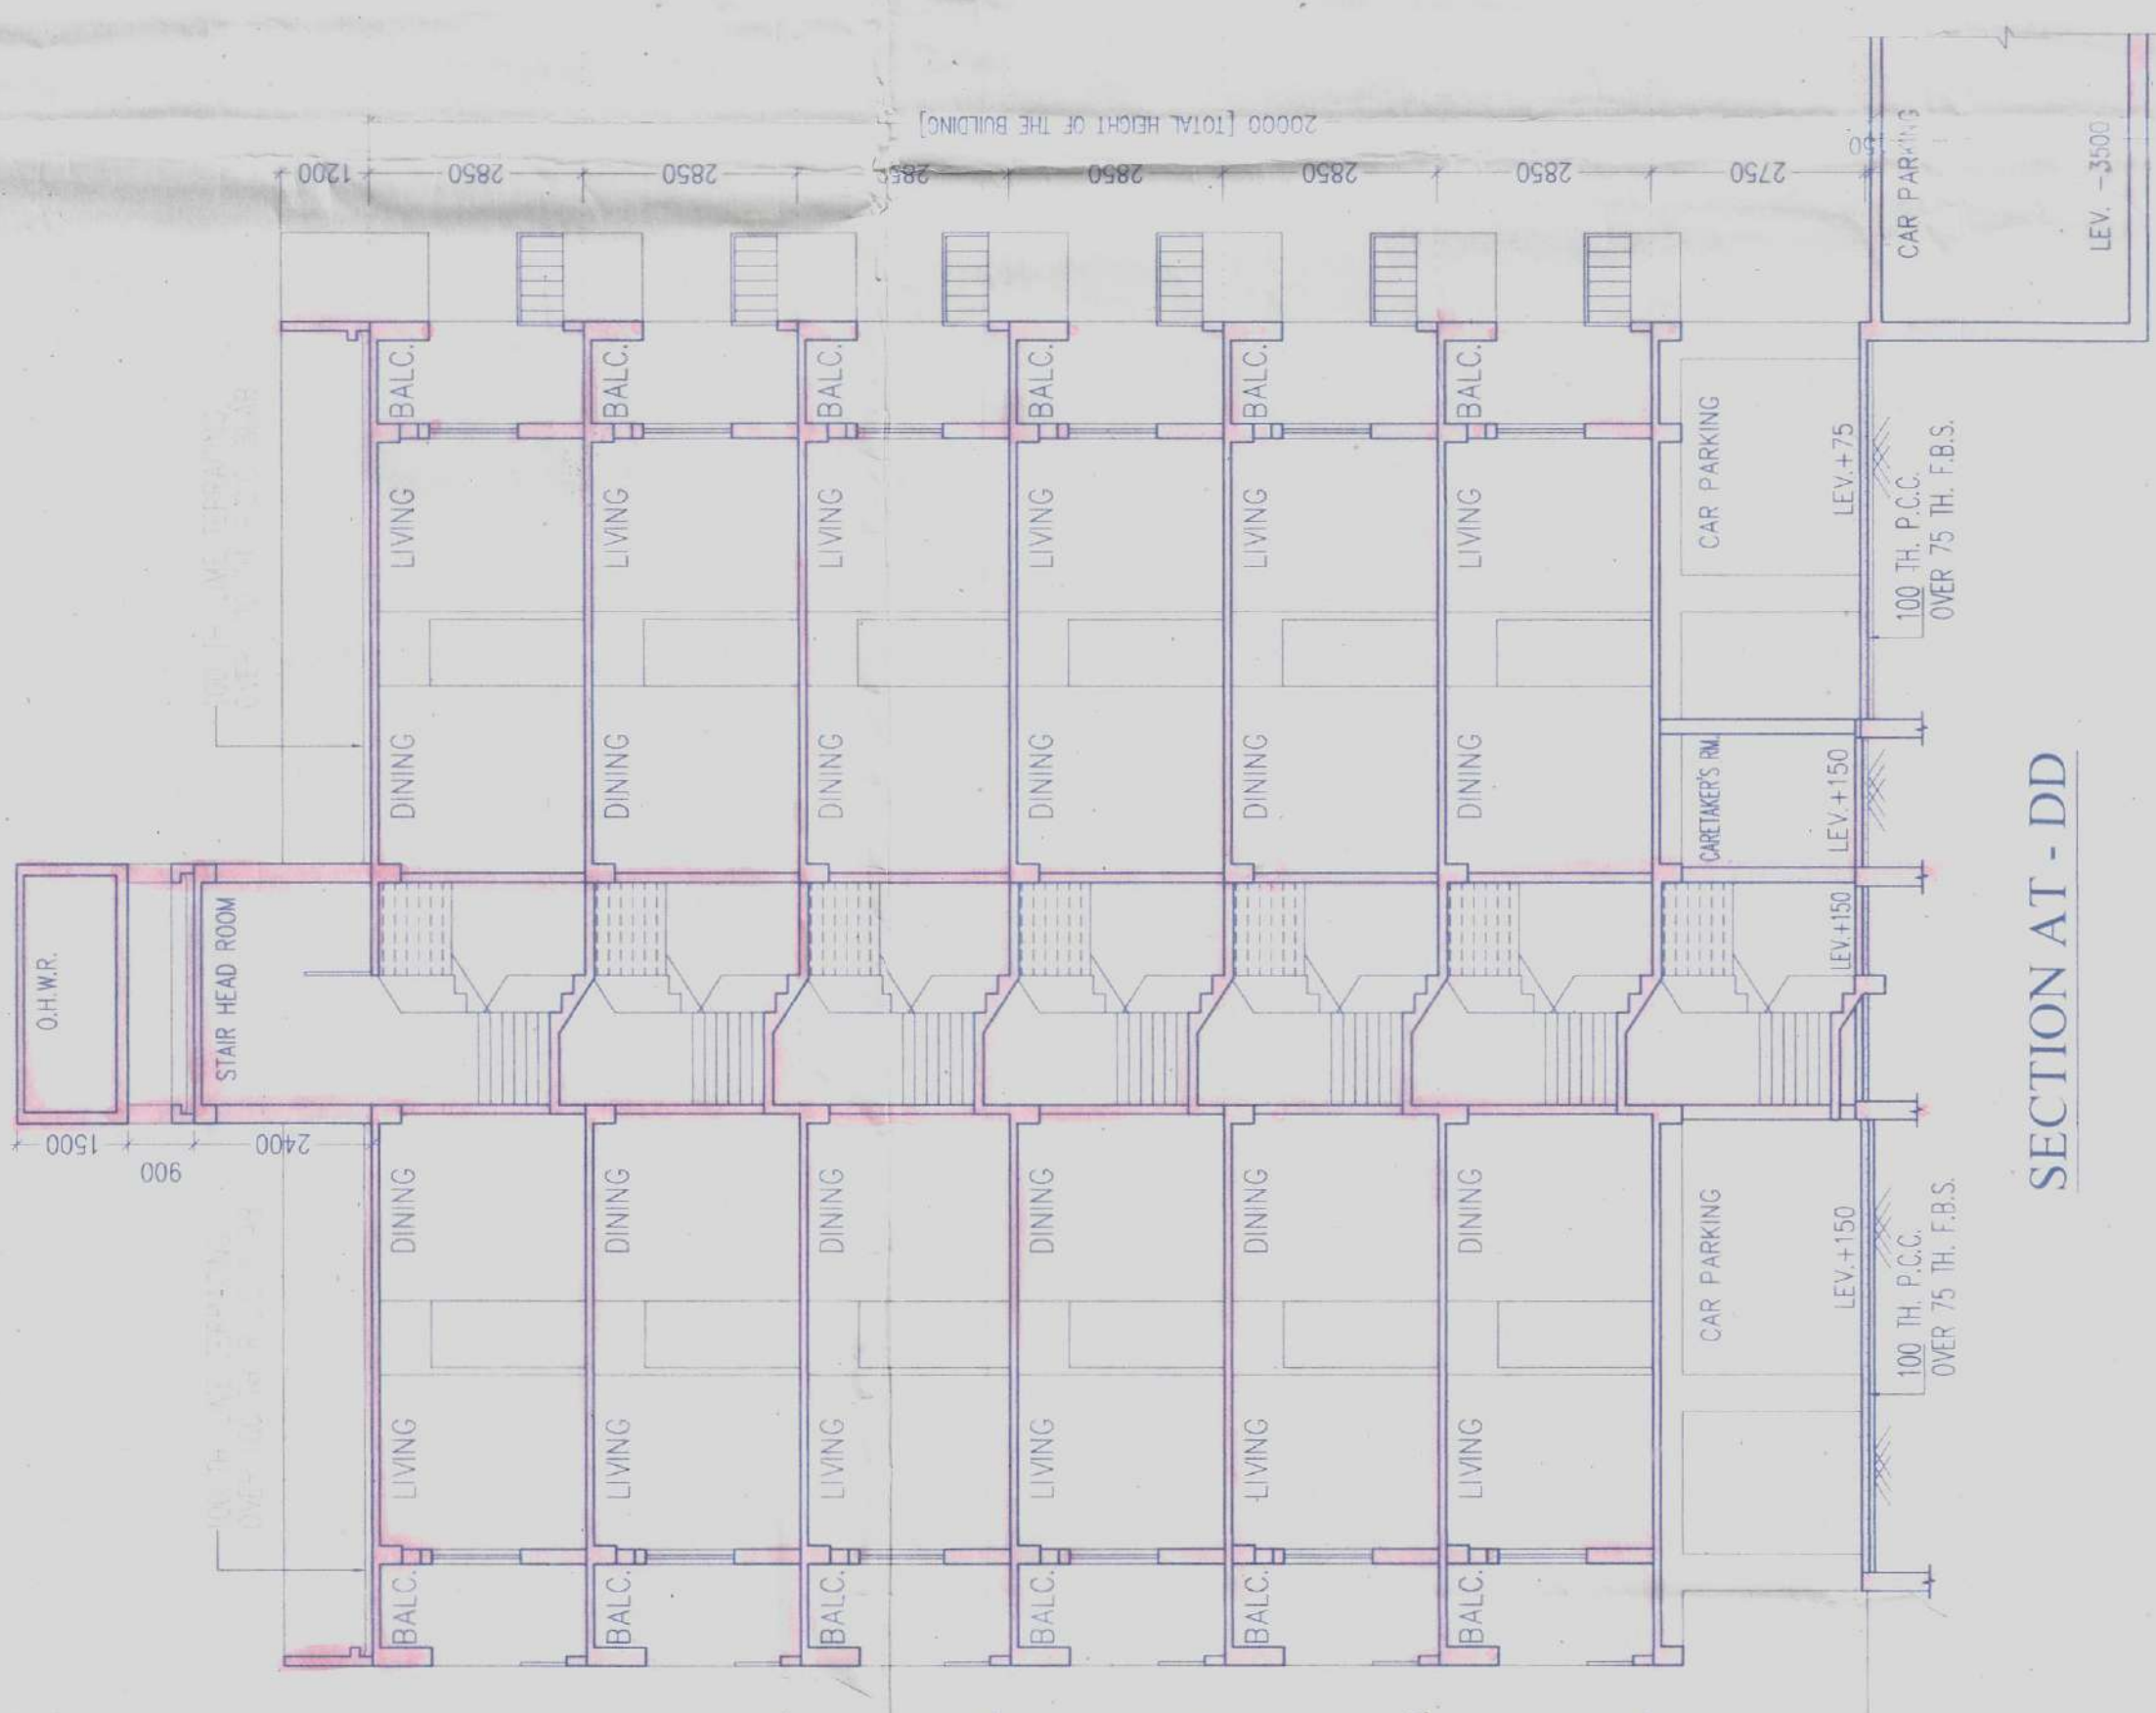 O.H.W.R.
1500
900
STAIR HEAD ROOM
2400
1200
BALC. LIVING DINING DINING LIVING BALC. 2850
BALC. LIVING DINING DINING LIVING BALC. 2850
BALC. LIVING DINING DINING LIVING BALC. 2850
20000 [TOTAL HEIGHT OF THE BUILDING]
BALC. LIVING DINING DINING LIVING BALC. 2850
BALC. LIVING DINING DINING LIVING BALC. 2850
BALC. LIVING DINING DINING LIVING BALC. 2850
CAR PARKING CARETAKER'S RM. CAR PARKING 2750
LEV.+150 LEV.+150 LEV.+150 LEV.+75 150
100 TH. P.C.C.
OVER 75 TH. F.B.S.
100 TH. P.C.C.
OVER 75 TH. F.B.S.
CAR PARKING
LEV. -3500
SECTION AT - DD